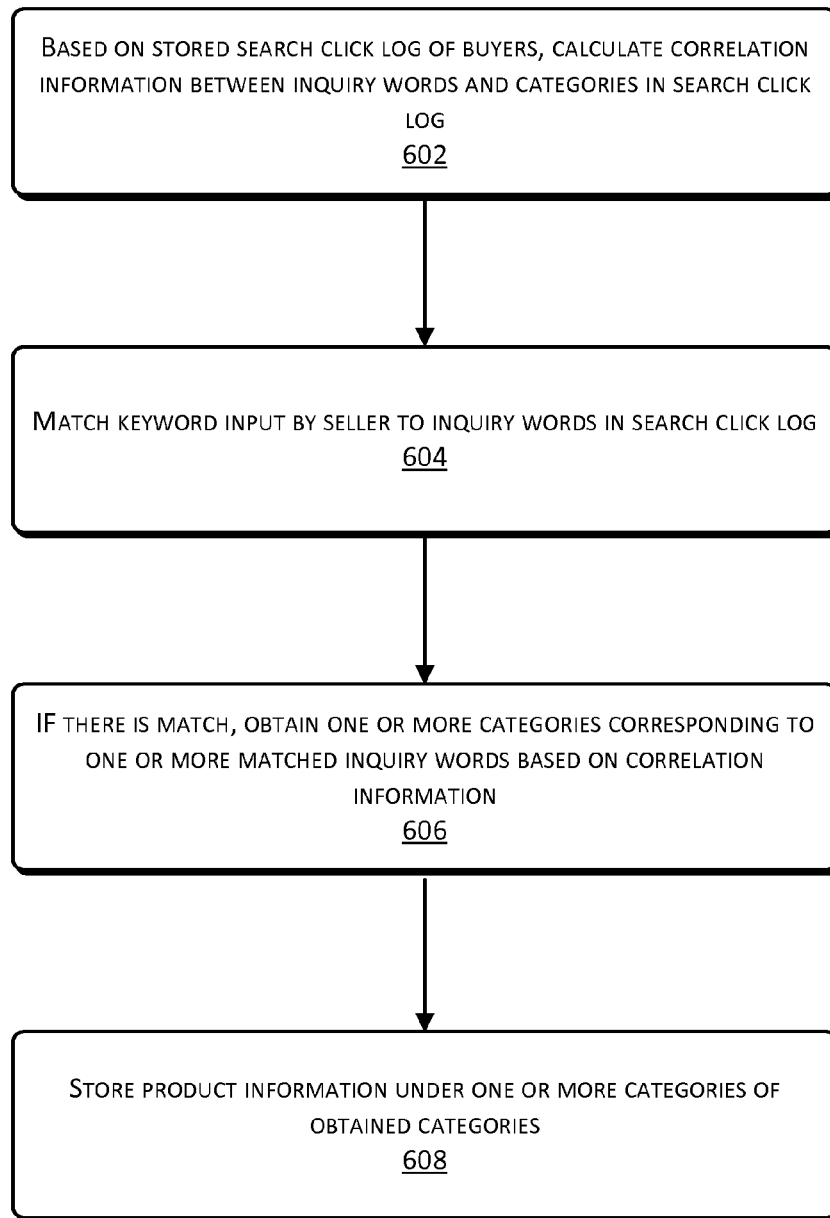 BASED ON STORED SEARCH CLICK LOG OF BUYERS, CALCULATE CORRELATION
INFORMATION BETWEEN INQUIRY WORDS AND CATEGORIES IN SEARCH CLICK
LOG
602
MATCH KEYWORD INPUT BY SELLER TO INQUIRY WORDS IN SEARCH CLICK LOG
604
IF THERE IS MATCH, OBTAIN ONE OR MORE CATEGORIES CORRESPONDING TO
ONE OR MORE MATCHED INQUIRY WORDS BASED ON CORRELATION
INFORMATION
606
STORE PRODUCT INFORMATION UNDER ONE OR MORE CATEGORIES OF
OBTAINED CATEGORIES
608